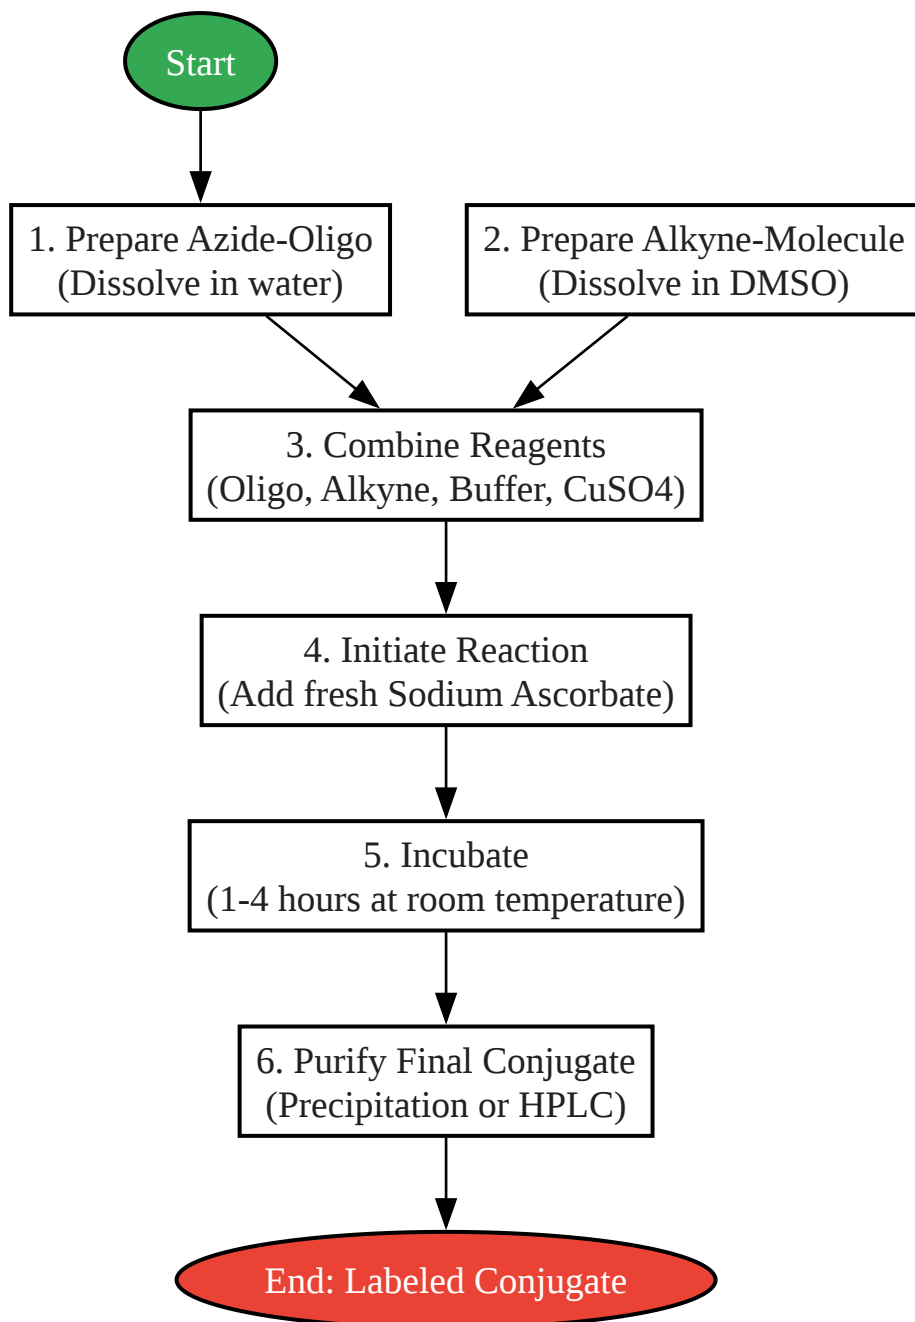 Start
1. Prepare Azide-Oligo
(Dissolve in water)
2. Prepare Alkyne-Molecule
(Dissolve in DMSO)
3. Combine Reagents
(Oligo, Alkyne, Buffer, CuSO4)
4. Initiate Reaction
(Add fresh Sodium Ascorbate)
5. Incubate
(1-4 hours at room temperature)
6. Purify Final Conjugate
(Precipitation or HPLC)
End: Labeled Conjugate